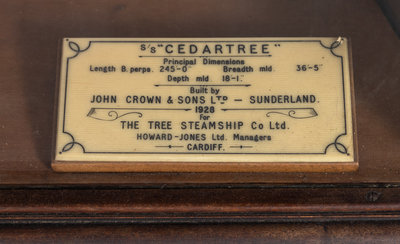 S/S "CEDARTREE"
Principal Dimensions
Length B. perps. 245-0" Breadth mld. 36'-5"
Depth mld. 18-1"
Built by
JOHN CROWN & SONS LTD — SUNDERLAND.
1928
For
THE TREE STEAMSHIP Co Ltd.
HOWARD-JONES Ltd. Managers
CARDIFF.